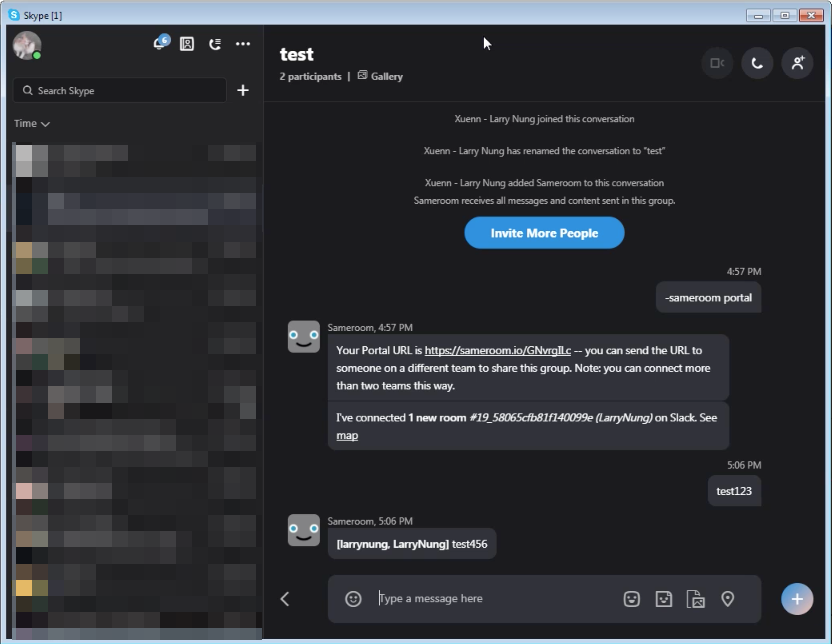 Skype [1]
6
Search Skype
Time
test
2 participants | Gallery
Xuenn - Larry Nung joined this conversation
Xuenn - Larry Nung has renamed the conversation to "test"
Xuenn - Larry Nung added Sameroom to this conversation
Sameroom receives all messages and content sent in this group.
Invite More People
4:57 PM
-sameroom portal
Sameroom, 4:57 PM
Your Portal URL is https://sameroom.io/GNvrgILc -- you can send the URL to
someone on a different team to share this group. Note: you can connect more
than two teams this way.
I've connected 1 new room #19_58065cfb81f140099e (LarryNung) on Slack. See
map
5:06 PM
test123
Sameroom, 5:06 PM
[larrynung, LarryNung] test456
Type a message here